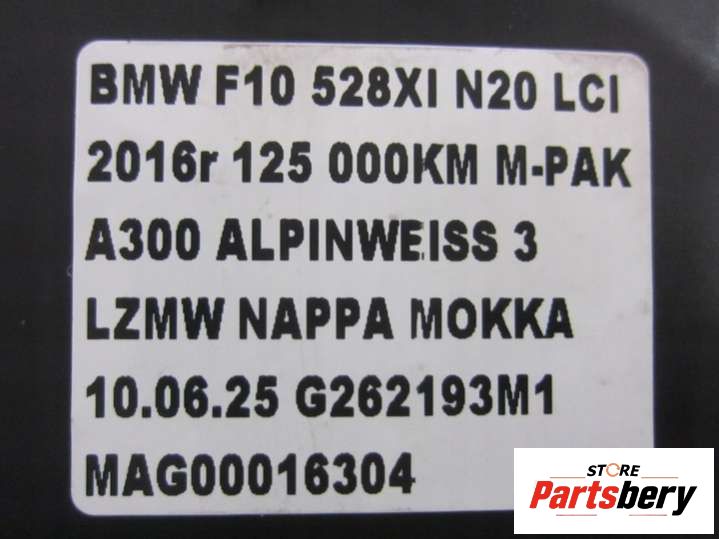 BMW F10 528XI N20 LCI
2016r 125 000KM M-PAK
A300 ALPINWEISS 3
LZMW NAPPA MOKKA
10.06.25 G262193M1
MAG00016304
STORE
Partsbery